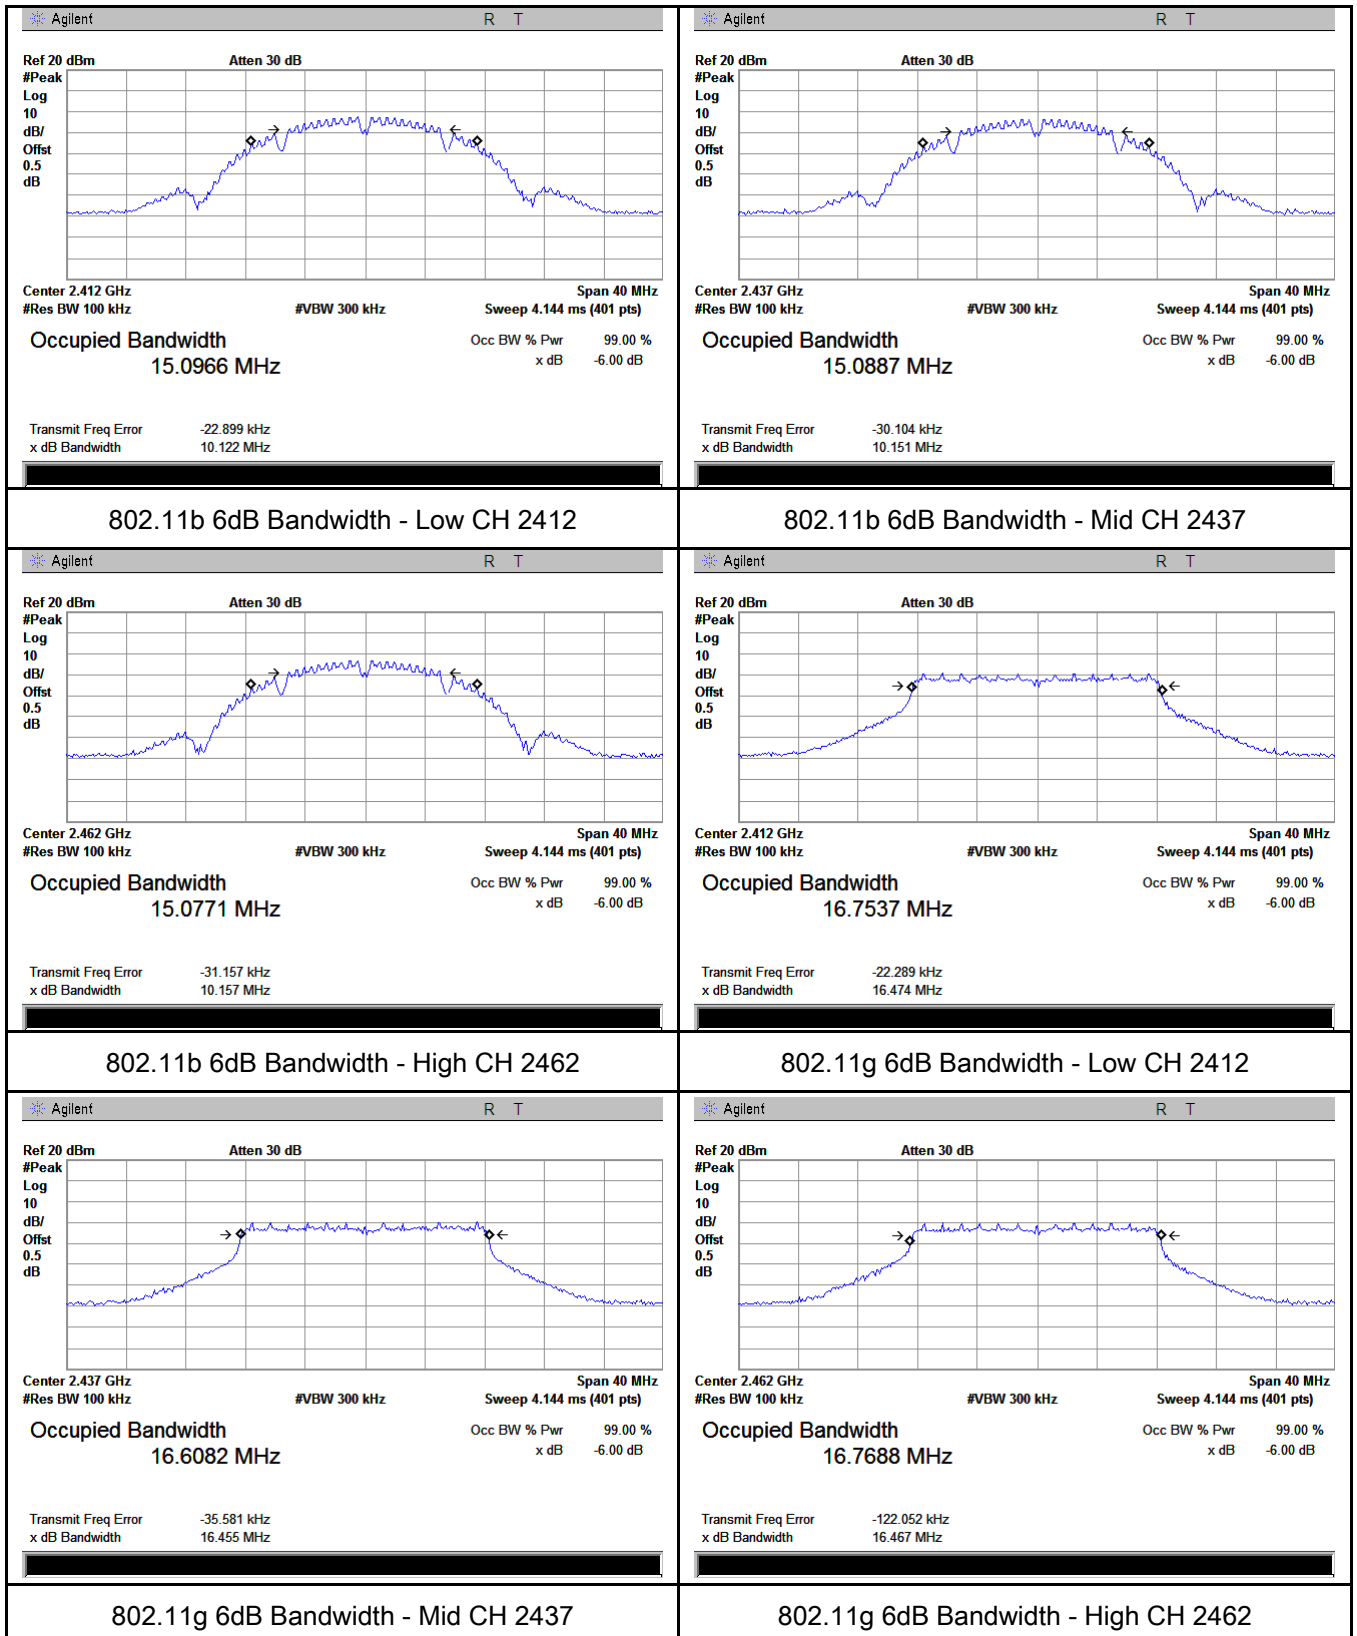 Agilent R T
Ref 20 dBm Atten 30 dB
#Peak
Log
10
dB/
Offst
0.5
dB
Center 2.412 GHz Span 40 MHz
#Res BW 100 kHz #VBW 300 kHz Sweep 4.144 ms (401 pts)
Occupied Bandwidth Occ BW % Pwr 99.00 %
15.0966 MHz x dB -6.00 dB
Transmit Freq Error -22.899 kHz
x dB Bandwidth 10.122 MHz
802.11b 6dB Bandwidth - Low CH 2412
Agilent R T
Ref 20 dBm Atten 30 dB
#Peak
Log
10
dB/
Offst
0.5
dB
Center 2.437 GHz Span 40 MHz
#Res BW 100 kHz #VBW 300 kHz Sweep 4.144 ms (401 pts)
Occupied Bandwidth Occ BW % Pwr 99.00 %
15.0887 MHz x dB -6.00 dB
Transmit Freq Error -30.104 kHz
x dB Bandwidth 10.151 MHz
802.11b 6dB Bandwidth - Mid CH 2437
Agilent R T
Ref 20 dBm Atten 30 dB
#Peak
Log
10
dB/
Offst
0.5
dB
Center 2.462 GHz Span 40 MHz
#Res BW 100 kHz #VBW 300 kHz Sweep 4.144 ms (401 pts)
Occupied Bandwidth Occ BW % Pwr 99.00 %
15.0771 MHz x dB -6.00 dB
Transmit Freq Error -31.157 kHz
x dB Bandwidth 10.157 MHz
802.11b 6dB Bandwidth - High CH 2462
Agilent R T
Ref 20 dBm Atten 30 dB
#Peak
Log
10
dB/
Offst
0.5
dB
Center 2.412 GHz Span 40 MHz
#Res BW 100 kHz #VBW 300 kHz Sweep 4.144 ms (401 pts)
Occupied Bandwidth Occ BW % Pwr 99.00 %
16.7537 MHz x dB -6.00 dB
Transmit Freq Error -22.289 kHz
x dB Bandwidth 16.474 MHz
802.11g 6dB Bandwidth - Low CH 2412
Agilent R T
Ref 20 dBm Atten 30 dB
#Peak
Log
10
dB/
Offst
0.5
dB
Center 2.437 GHz Span 40 MHz
#Res BW 100 kHz #VBW 300 kHz Sweep 4.144 ms (401 pts)
Occupied Bandwidth Occ BW % Pwr 99.00 %
16.6082 MHz x dB -6.00 dB
Transmit Freq Error -35.581 kHz
x dB Bandwidth 16.455 MHz
802.11g 6dB Bandwidth - Mid CH 2437
Agilent R T
Ref 20 dBm Atten 30 dB
#Peak
Log
10
dB/
Offst
0.5
dB
Center 2.462 GHz Span 40 MHz
#Res BW 100 kHz #VBW 300 kHz Sweep 4.144 ms (401 pts)
Occupied Bandwidth Occ BW % Pwr 99.00 %
16.7688 MHz x dB -6.00 dB
Transmit Freq Error -122.052 kHz
x dB Bandwidth 16.467 MHz
802.11g 6dB Bandwidth - High CH 2462